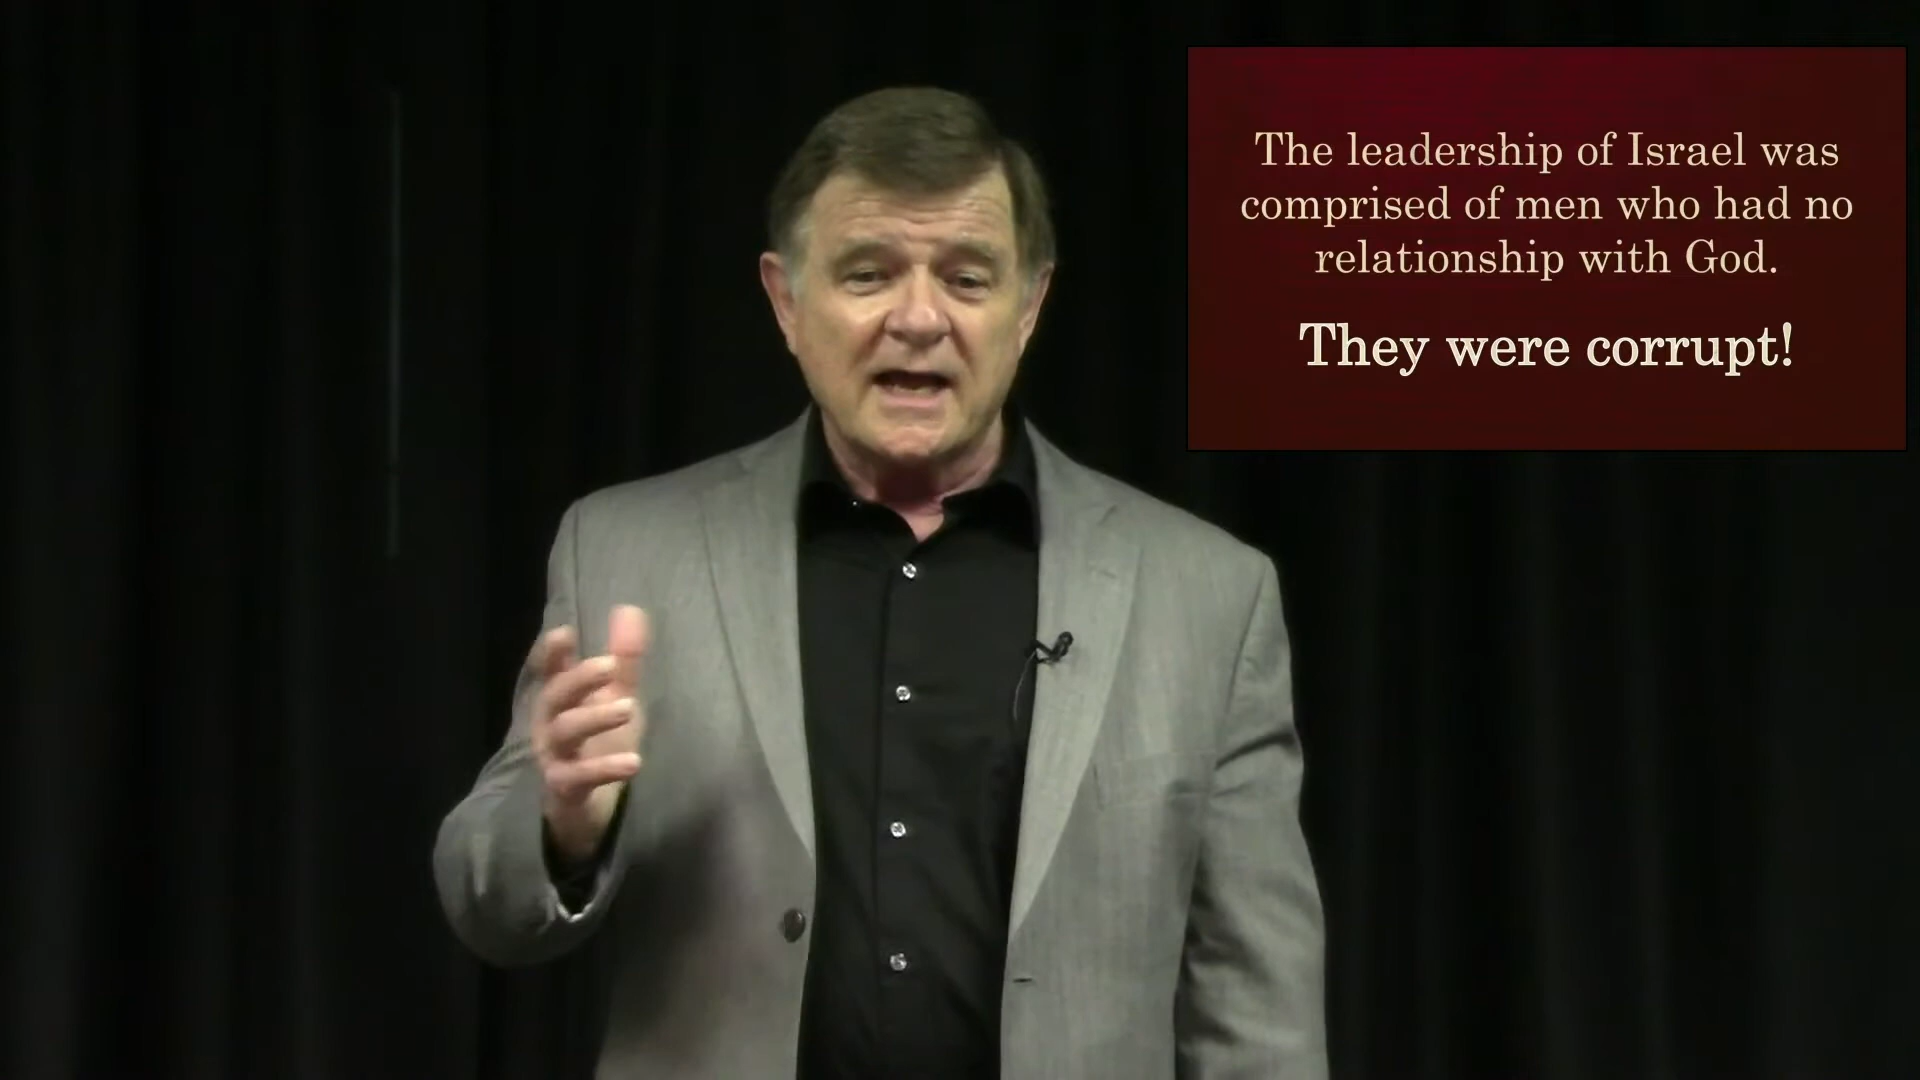 The leadership of Israel was
comprised of men who had no
relationship with God.
They were corrupt!